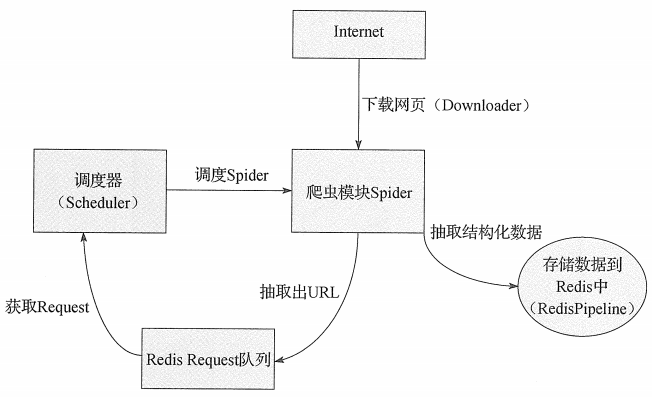 Internet
下载网页（Downloader）
调度器
（Scheduler）
调度Spider
爬虫模块Spider
抽取结构化数据
存储数据到
Redis中
（RedisPipeline）
抽取出URL
获取Request
Redis Request队列